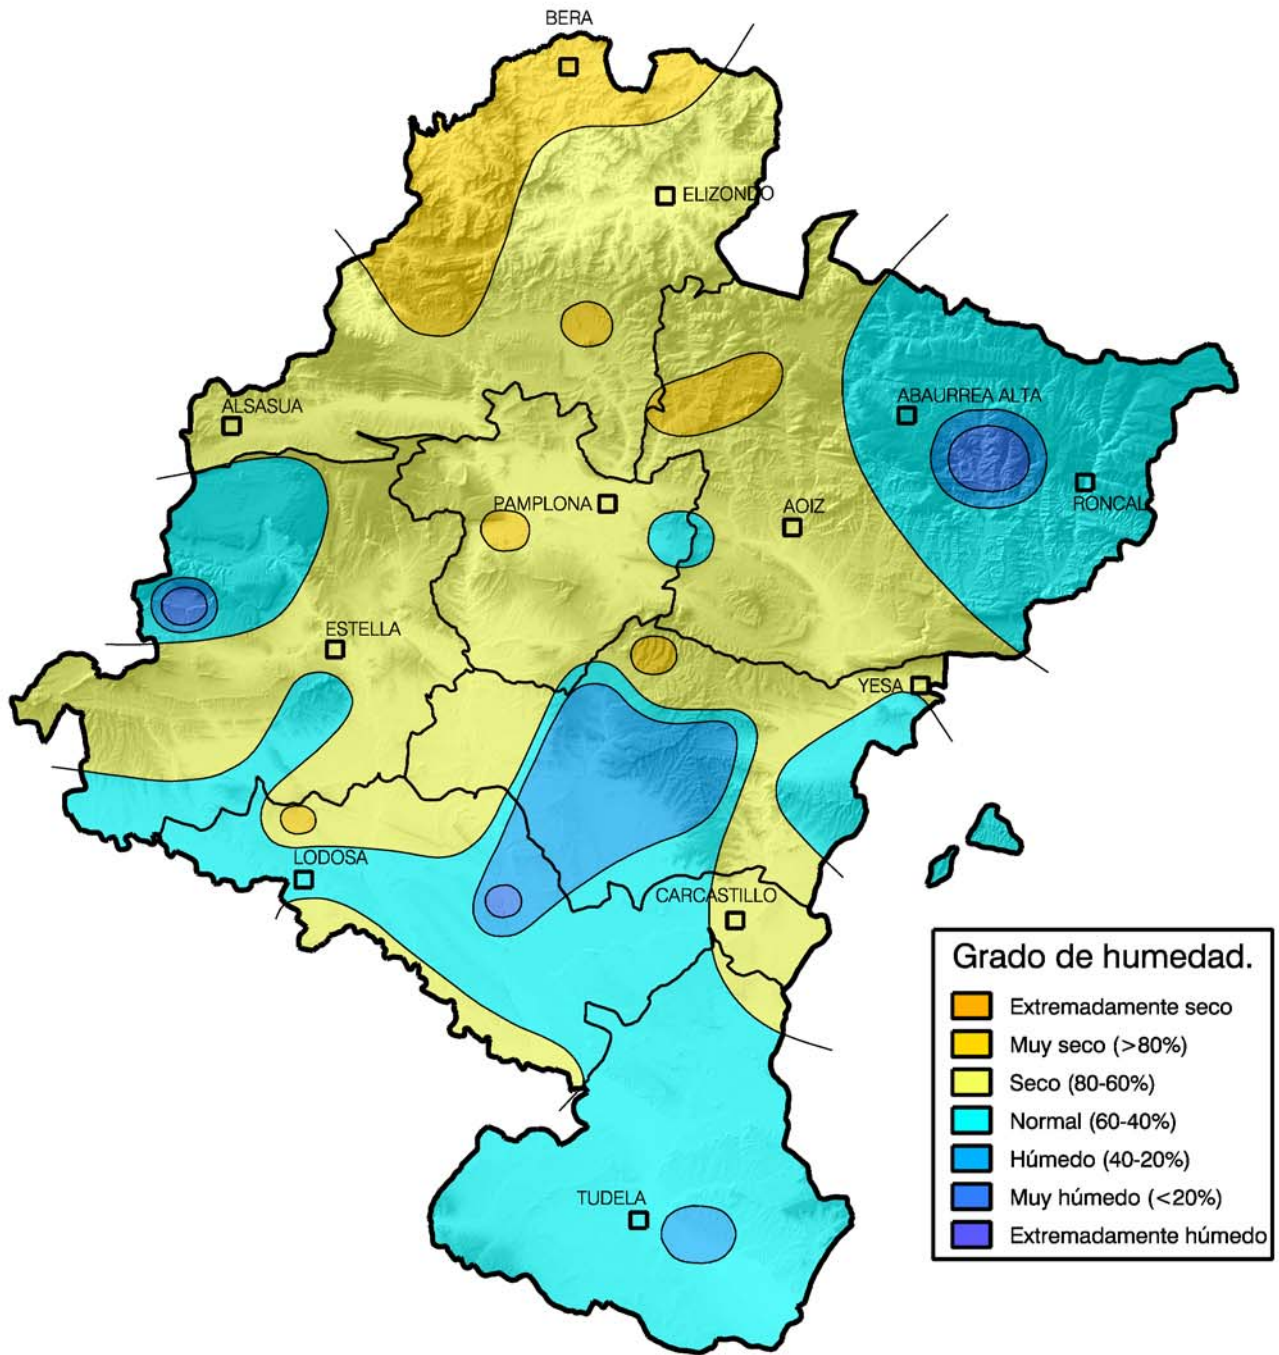 BERA
ELIZONDO
ALSASUA
ABAURREA ALTA
PAMPLONA
AOIZ
RONCAL
ESTELLA
YESA
LODOSA
CARCASTILLO
TUDELA
Grado de humedad.
Extremadamente seco
Muy seco (>80%)
Seco (80-60%)
Normal (60-40%)
Húmedo (40-20%)
Muy húmedo (<20%)
Extremadamente húmedo